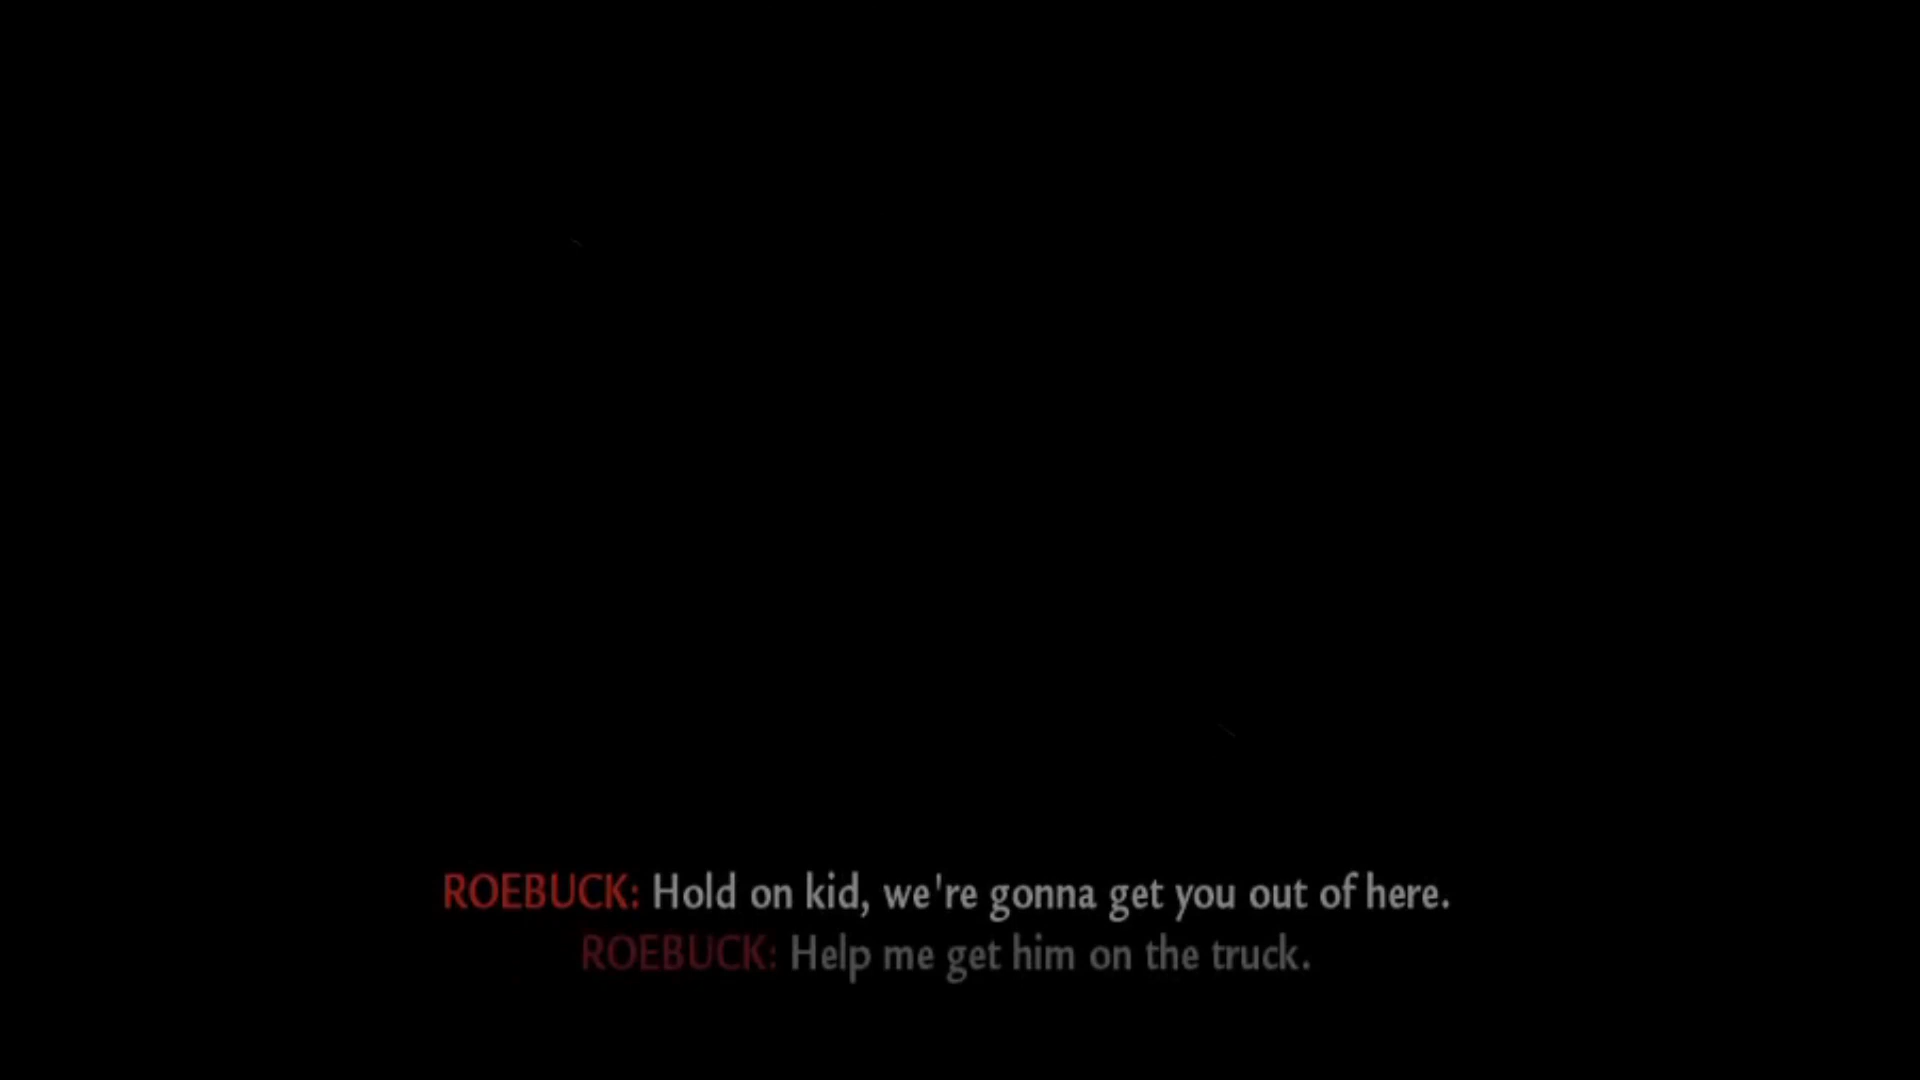 ROEBUCK: Hold on kid, we're gonna get you out of here.
ROEBUCK: Help me get him on the truck.